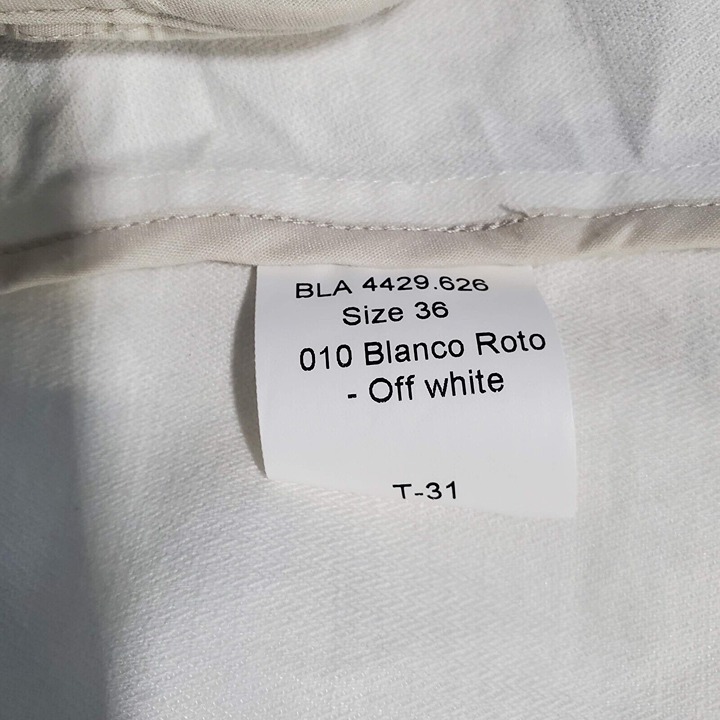 BLA 4429.626
Size 36
010 Blanco Roto
- Off white
T-31